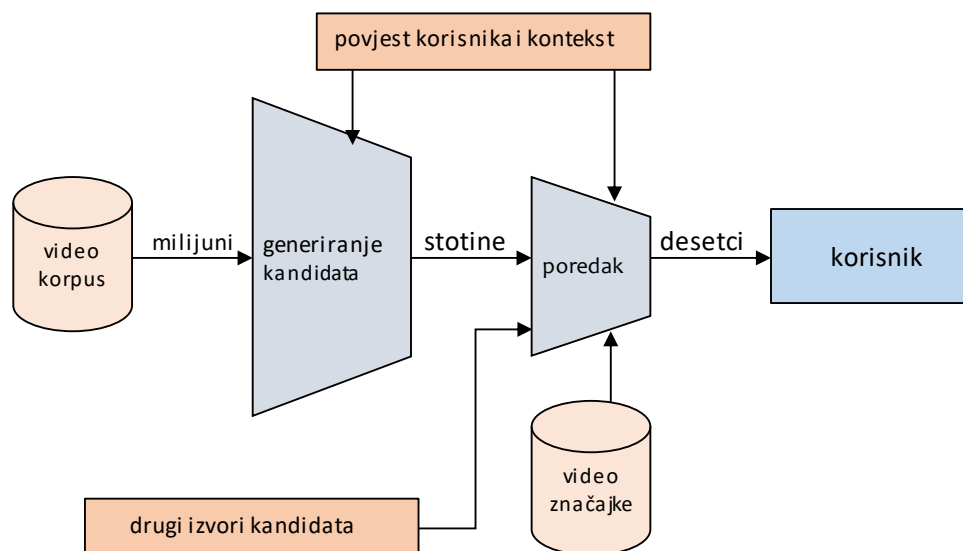 povjest korisnika i kontekst
video
korpus
milijuni
generiranje
kandidata
stotine
poredak
desetci
korisnik
video
značajke
drugi izvori kandidata